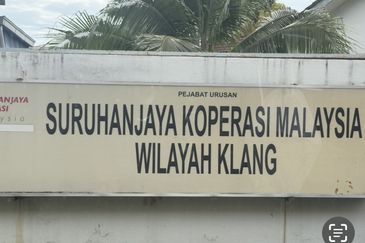 PEJABAT URUSAN
SURUHANJAYA KOPERASI MALAYSIA
WILAYAH KLANG